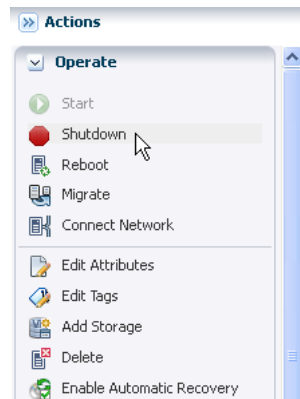 Actions
Operate
Start
Shutdown
Reboot
Migrate
Connect Network
Edit Attributes
Edit Tags
Add Storage
Delete
Enable Automatic Recovery